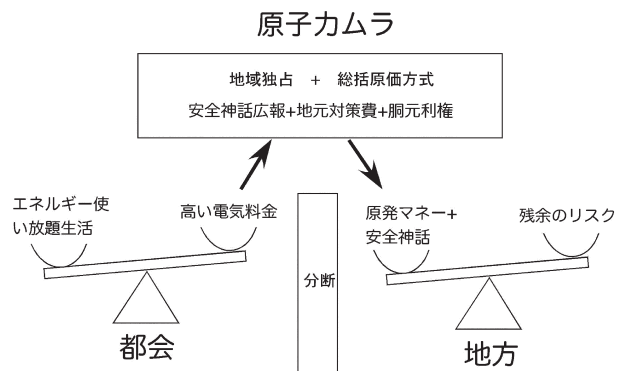 原子力ムラ
地域独占 + 総括原価方式
安全神話広報+地元対策費+胴元利権
エネルギー使
い放題生活
高い電気料金
都会
分断
原発マネー+
安全神話
残余のリスク
地方